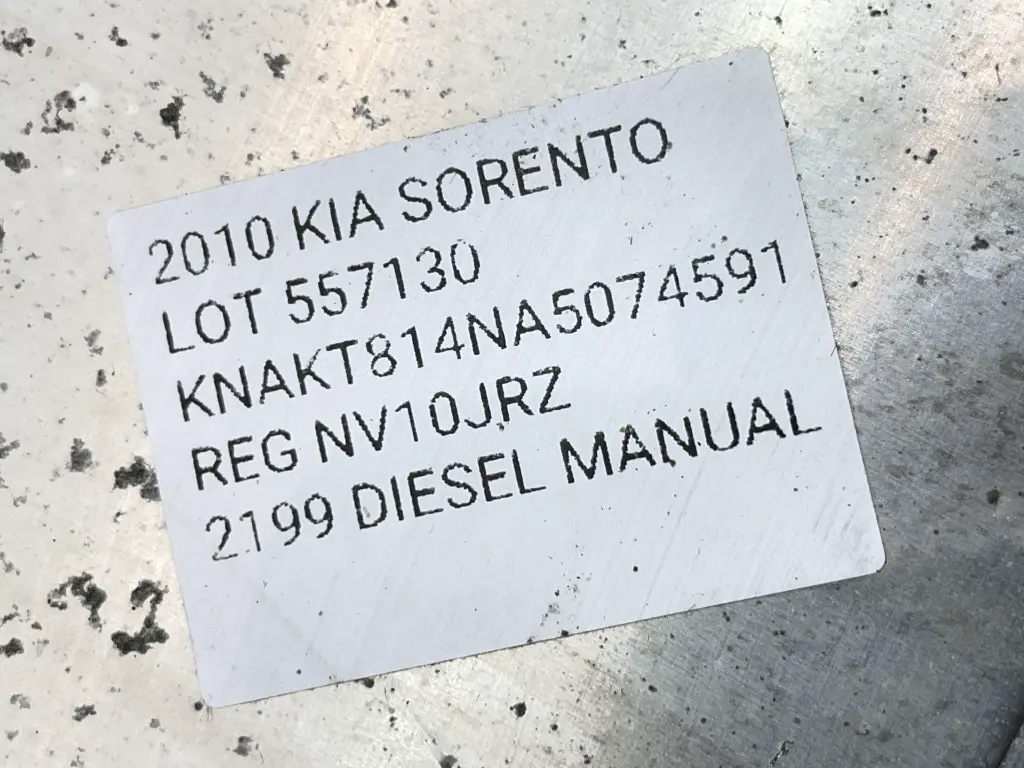 2010 KIA SORENTO
LOT 557130
KNAKT814NA5074591
REG NV10JRZ
2199 DIESEL MANUAL